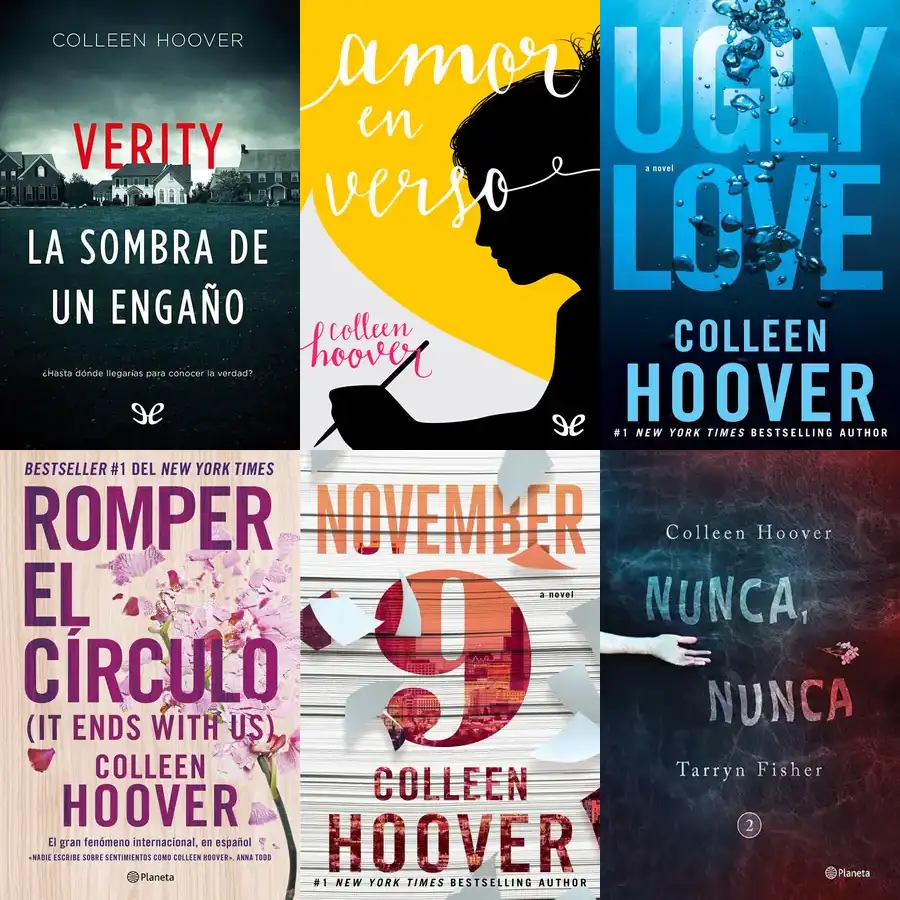 COLLEEN HOOVER
VERITY
LA SOMBRA DE
UN ENGAÑO
¿Hasta dónde llegarías para conocer la verdad?
amor
en
verso
colleen
hoover
UGLY
a novel
LOVE
COLLEEN
HOOVER
#1 NEW YORK TIMES BESTSELLING AUTHOR
BESTSELLER #1 DEL NEW YORK TIMES
ROMPER
EL
CÍRCULO
(IT ENDS WITH US)
COLLEEN
HOOVER
El gran fenómeno internacional, en español
«NADIE ESCRIBE SOBRE SENTIMIENTOS COMO COLLEEN HOOVER», ANNA TODD
Planeta
NOVEMBER
a novel
9
COLLEEN
HOOVER
#1 NEW YORK TIMES BESTSELLING AUTHOR
Colleen Hoover
NUNCA,
NUNCA
Tarryn Fisher
2
Planeta